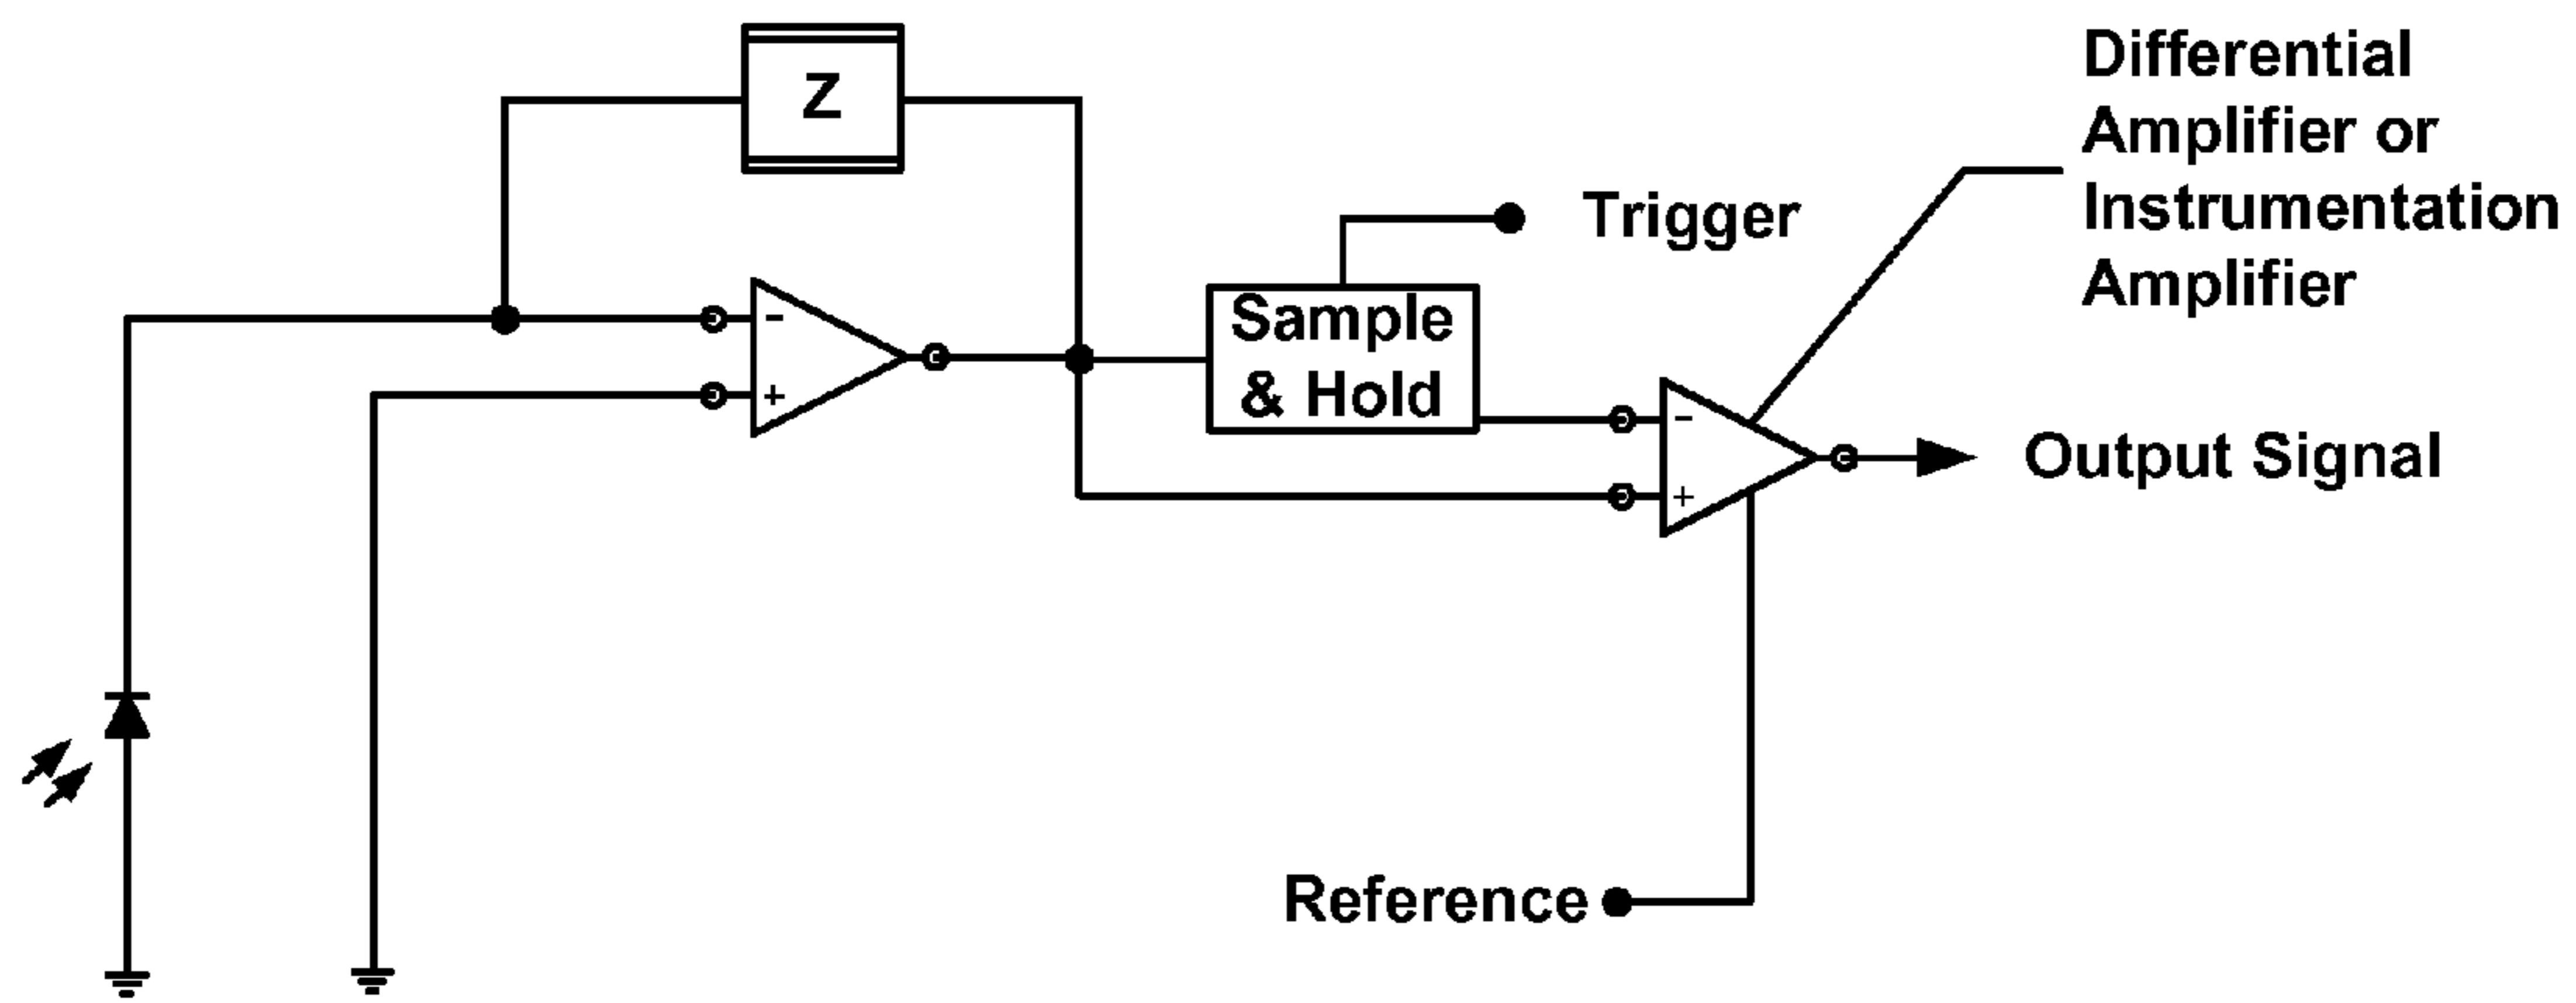 Z
Differential
Amplifier or
Instrumentation
Amplifier
Trigger
Sample
& Hold
-
+
-
+
Output Signal
Reference